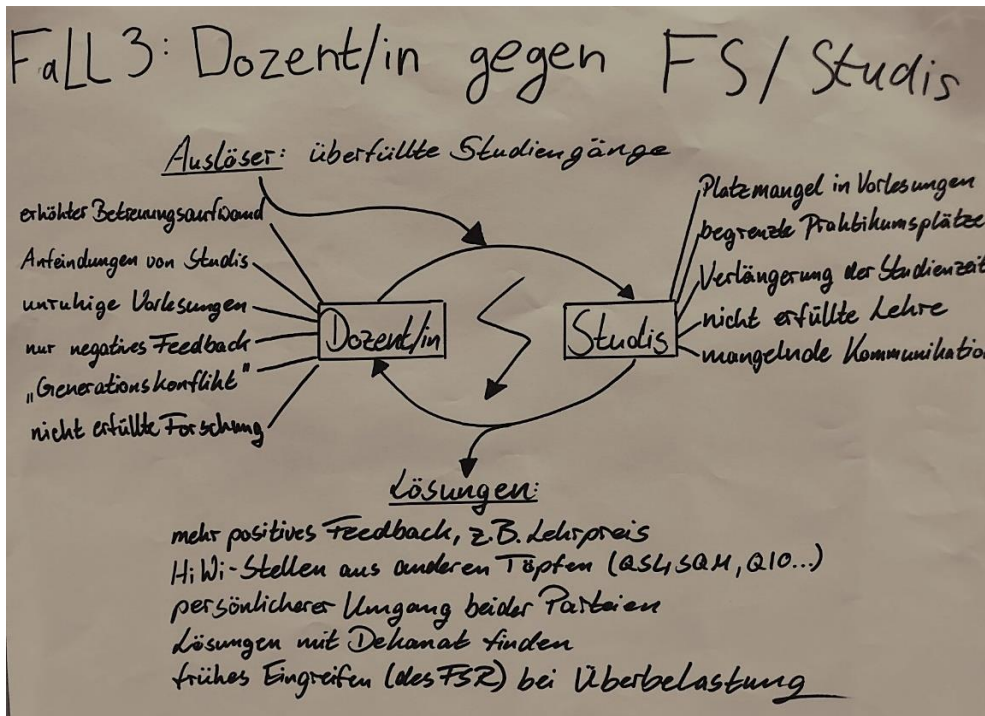 FaLL 3: Dozent/in gegen FS/Studis
Auslöser: überfüllte Studiengänge
erhöhter Betreuungsaufwand
Anfeindungen von Studis
unruhige Vorlesungen
nur negatives Feedback
„Generationskonflikt"
nicht erfüllte Forschung
Dozent/in
Studis
Platzmangel in Vorlesungen
begrenzte Praktikumsplätze
Verlängerung der Studienzeit
nicht erfüllte Lehre
mangelnde Kommunikatio
Lösungen:
mehr positives Feedback, z.B. Lehrpreis
HiWi-Stellen aus anderen Töpfen (QSL, SQM, QIO...)
persönlicherer Umgang beider Parteien
Lösungen mit Dekanat finden
frühes Eingreifen (des FSR) bei Überbelastung